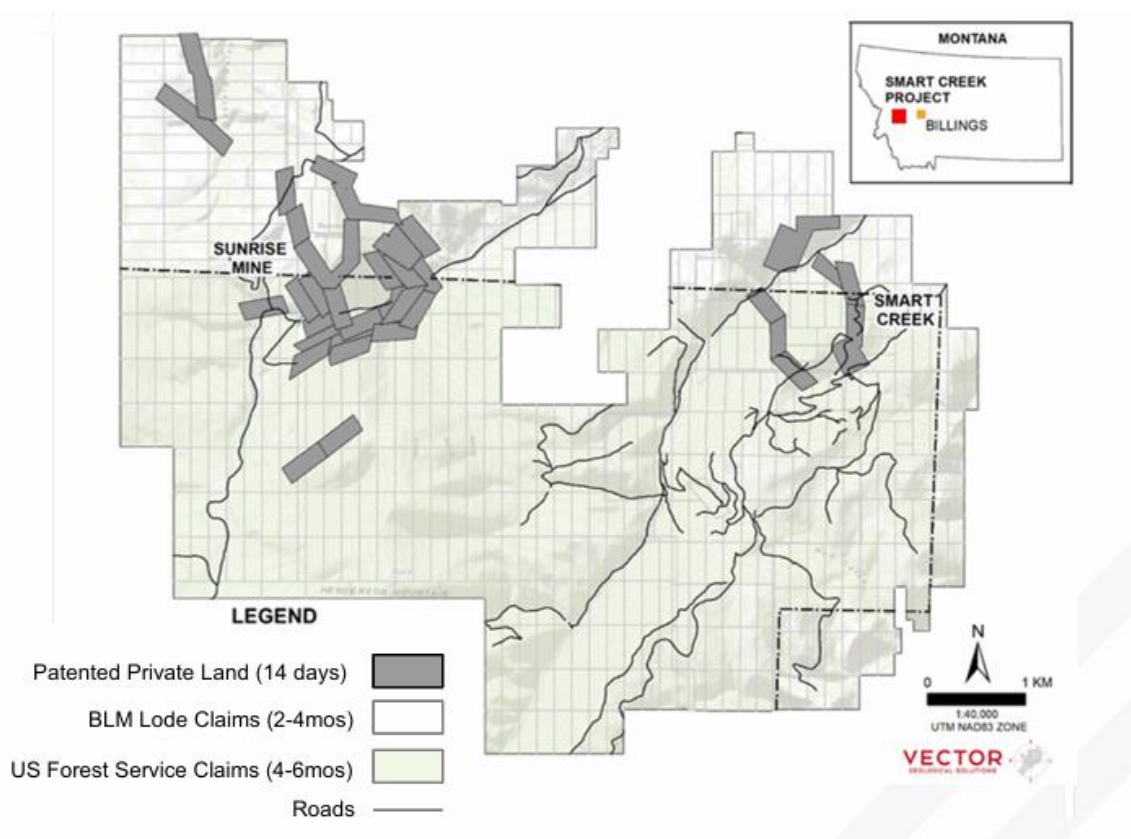 MONTANA
SMART CREEK
PROJECT
BILLINGS
SUNRISE
MINE
SMART
CREEK
HENDERSON MOUNTAIN
LEGEND
Patented Private Land (14 days)
BLM Lode Claims (2-4mos)
US Forest Service Claims (4-6mos)
Roads
N
0 1 KM
1:40,000
UTM NAD83 ZONE
VECTOR
GEOLOGICAL SOLUTIONS